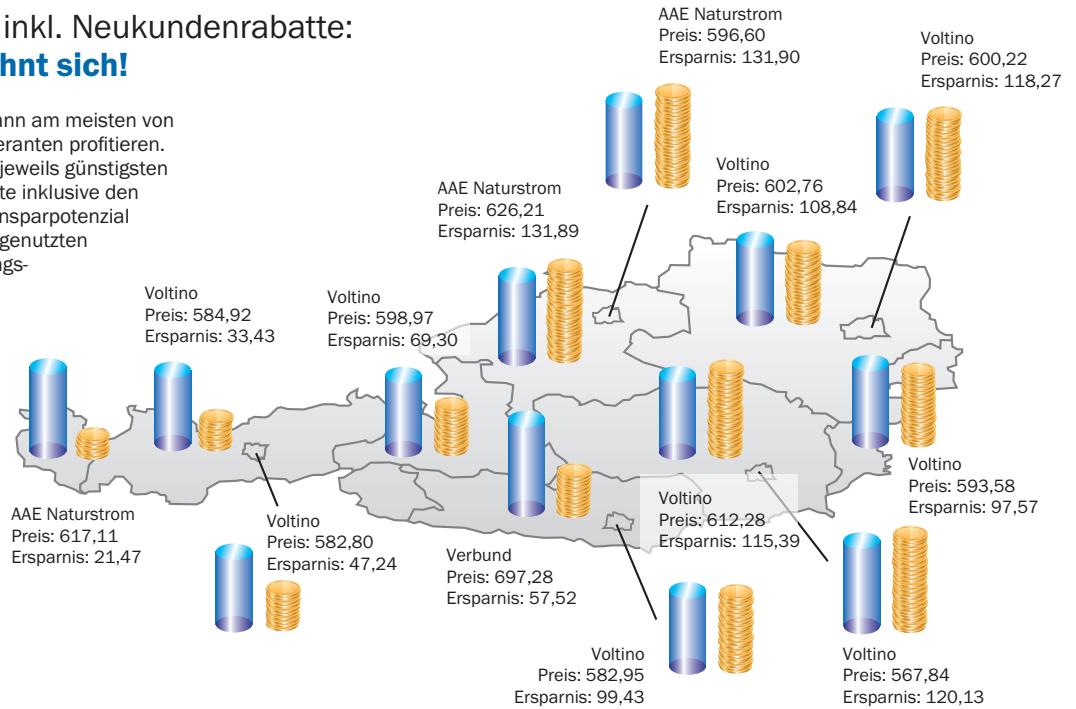 inkl. Neukundenrabatte:
hnt sich!
ann am meisten von
eranten profitieren.
jeweils günstigsten
te inklusive den
nsparpotenzial
genutzten
ngs-
AAE Naturstrom
Preis: 596,60
Ersparnis: 131,90
Voltino
Preis: 600,22
Ersparnis: 118,27
Voltino
Preis: 602,76
Ersparnis: 108,84
AAE Naturstrom
Preis: 626,21
Ersparnis: 131,89
Voltino
Preis: 584,92
Ersparnis: 33,43
Voltino
Preis: 598,97
Ersparnis: 69,30
AAE Naturstrom
Preis: 617,11
Ersparnis: 21,47
Voltino
Preis: 582,80
Ersparnis: 47,24
Verbund
Preis: 697,28
Ersparnis: 57,52
Voltino
Preis: 612,28
Ersparnis: 115,39
Voltino
Preis: 593,58
Ersparnis: 97,57
Voltino
Preis: 582,95
Ersparnis: 99,43
Voltino
Preis: 567,84
Ersparnis: 120,13